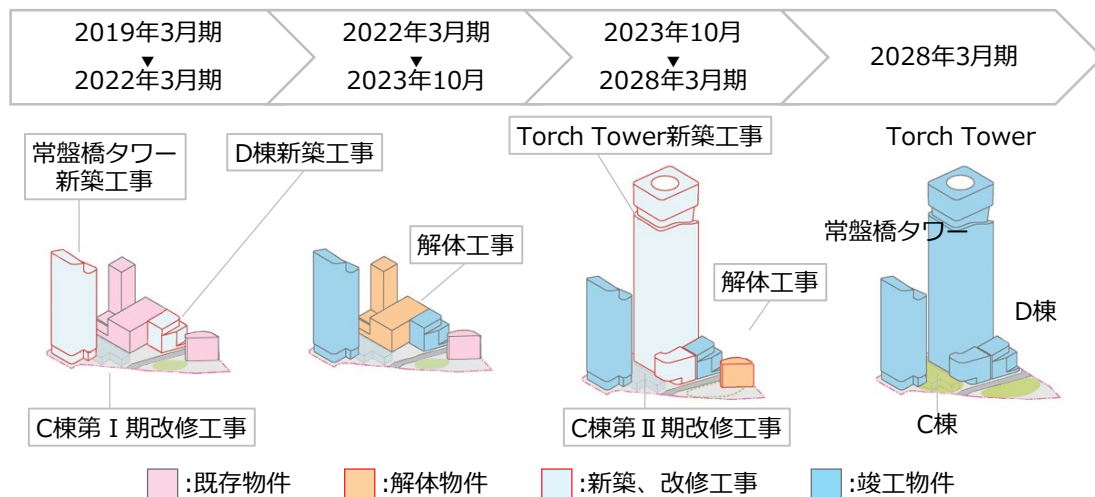 2019年3月期
▼
2022年3月期
2022年3月期
▼
2023年10月
2023年10月
▼
2028年3月期
2028年3月期
常盤橋タワー
新築工事
D棟新築工事
C棟第Ⅰ期改修工事
解体工事
Torch Tower新築工事
解体工事
C棟第Ⅱ期改修工事
Torch Tower
常盤橋タワー
D棟
C棟
:既存物件
:解体物件
:新築、改修工事
:竣工物件